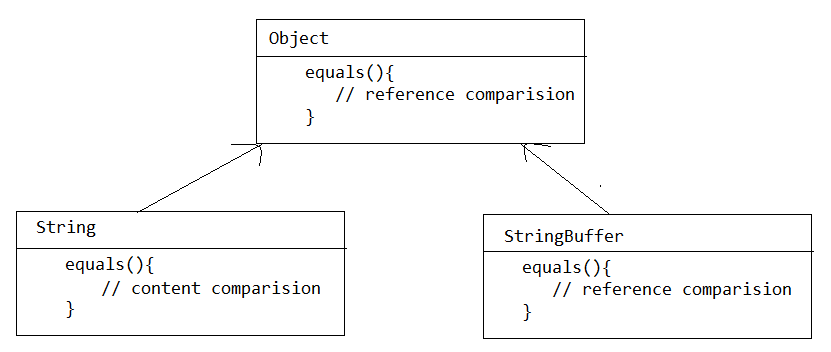 Object
equals(){
// reference comparision
}
String
equals(){
// content comparision
}
StringBuffer
equals(){
// reference comparision
}